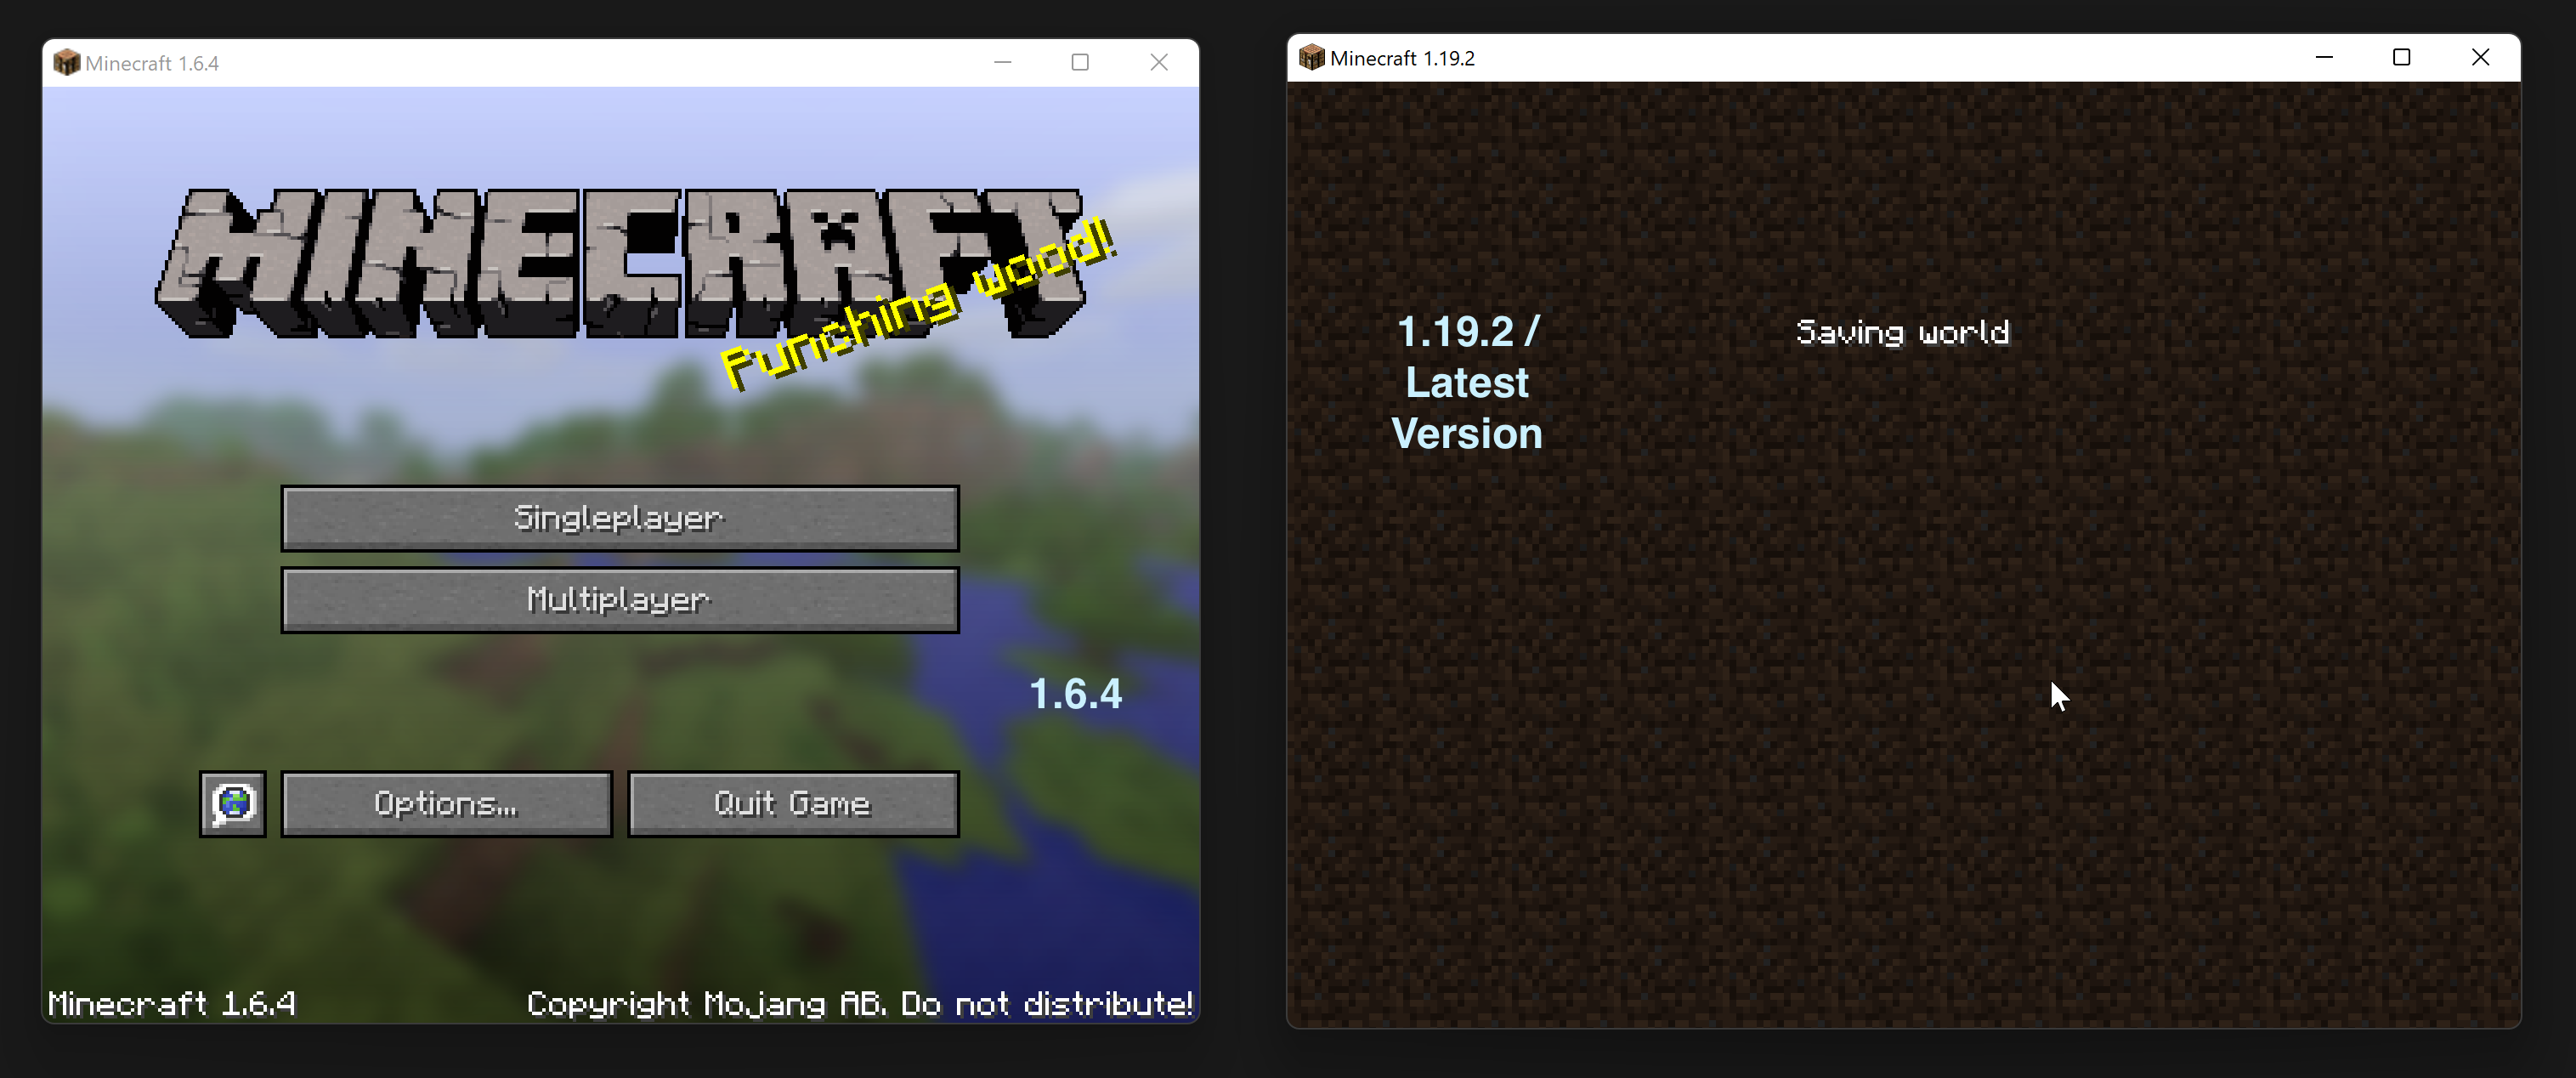 Minecraft 1.6.4
MINECRAFT
Punching wood!
Singleplayer
Multiplayer
1.6.4
Options...
Quit Game
Minecraft 1.6.4
Copyright Mojang AB. Do not distribute!
Minecraft 1.19.2
1.19.2 /
Latest
Version
Saving world